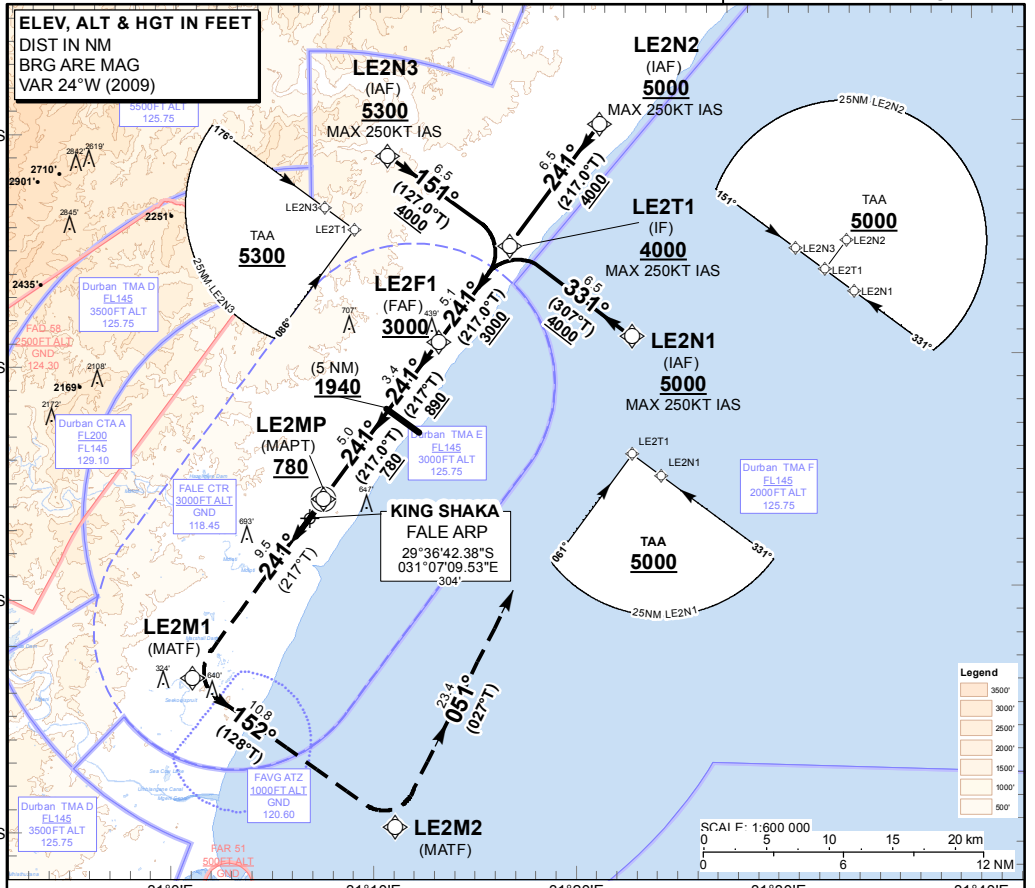 ELEV, ALT & HGT IN FEET
DIST IN NM
BRG ARE MAG
VAR 24°W (2009)
5500FT ALT
125.75
LE2N3
(IAF)
5300
MAX 250KT IAS
LE2N2
(IAF)
5000
MAX 250KT IAS
6.5
151°
(127.0°T)
4000
6.5
241°
(217.0°T)
4000
LE2T1
(IF)
4000
MAX 250KT IAS
6.5
331°
(307°T)
4000
LE2N1
(IAF)
5000
MAX 250KT IAS
176°
LE2N3
LE2T1
TAA
5300
25NM LE2N3
086°
25NM LE2N2
151°
TAA
5000
LE2N3
LE2N2
LE2T1
LE2N1
331°
LE2T1
LE2N1
061°
331°
TAA
5000
25NM LE2N1
2842'
2819'
2710'
2901'
2845'
2251'
2435'
707'
439'
2108'
2169'
2172'
647'
693'
324'
640'
Durban TMA D
FL145
3500FT ALT
125.75
FAD 58
2500FT ALT
GND
124.30
LE2F1
(FAF)
3000
5.1
241°
(217.0°T)
3000
(5 NM)
1940
3.4
241°
(217°T)
890
LE2MP
(MAPT)
780
5.0
241°
(217.0°T)
780
Durban TMA E
FL145
3000FT ALT
125.75
Durban CTA A
FL200
FL145
129.10
FALE CTR
3000FT ALT
GND
118.45
Durban TMA F
FL145
2000FT ALT
125.75
KING SHAKA
FALE ARP
29°36'42.38"S
031°07'09.53"E
304'
9.5
241°
(217°T)
LE2M1
(MATF)
10.8
152°
(128°T)
23.4
051°
(027°T)
LE2M2
(MATF)
FAVG ATZ
1000FT ALT
GND
120.60
Durban TMA D
FL145
3500FT ALT
125.75
FAR 51
500FT ALT
GND
Legend
3500'
3000'
2500'
2000'
1500'
1000'
500'
SCALE: 1:600 000
0 5 10 15 20 km
0 6 12 NM